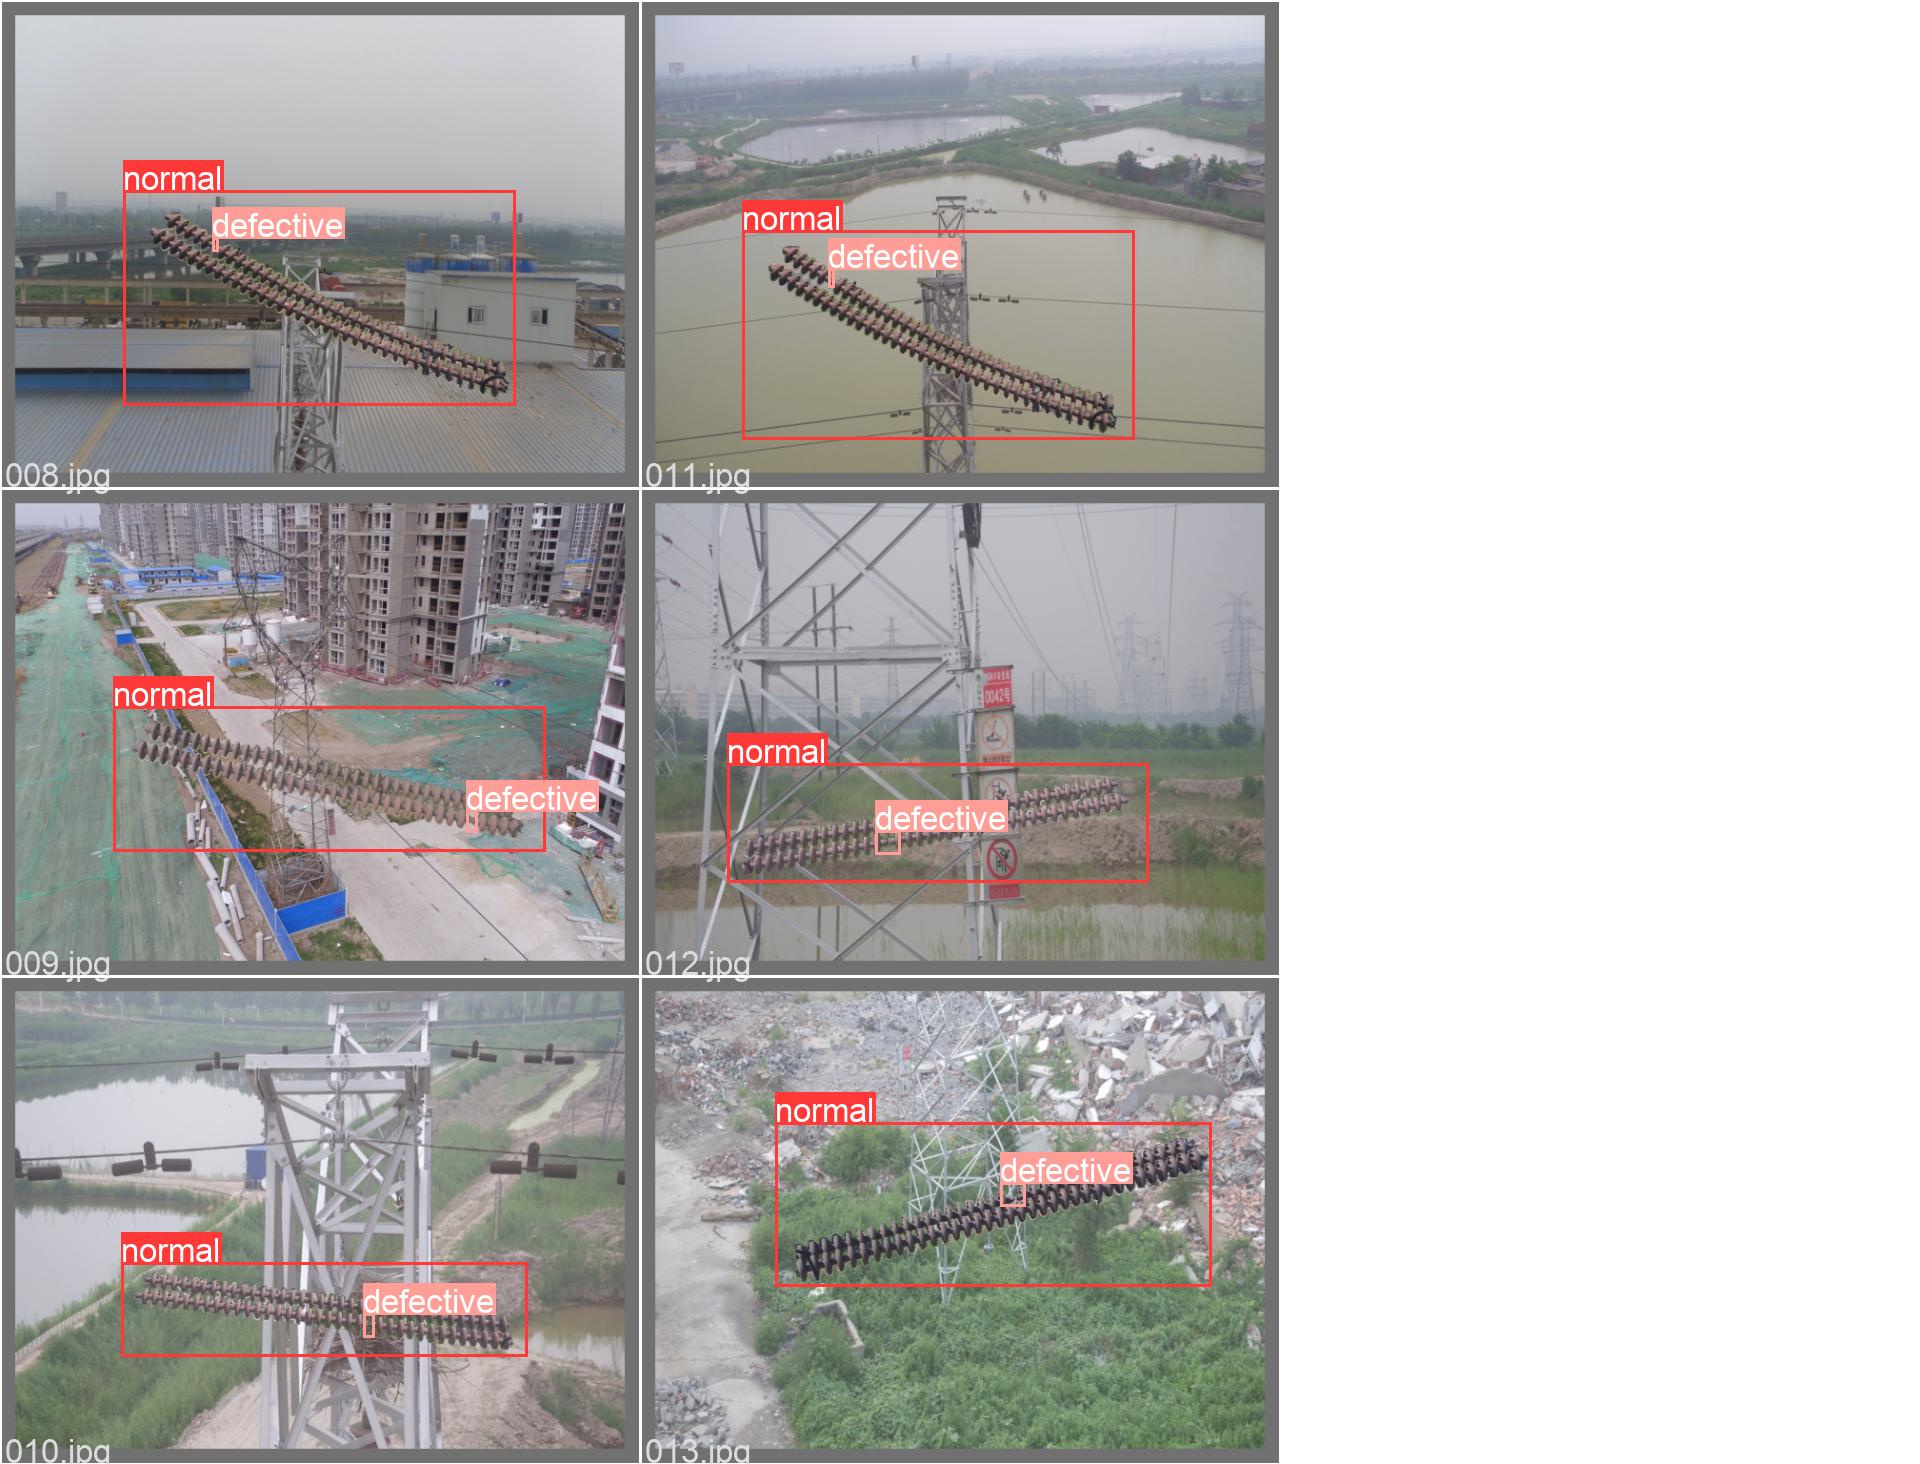 normal
defective
008.jpg
normal
defective
011.jpg
normal
defective
009.jpg
0042号
normal
defective
012.jpg
normal
defective
010.jpg
normal
defective
013.jpg